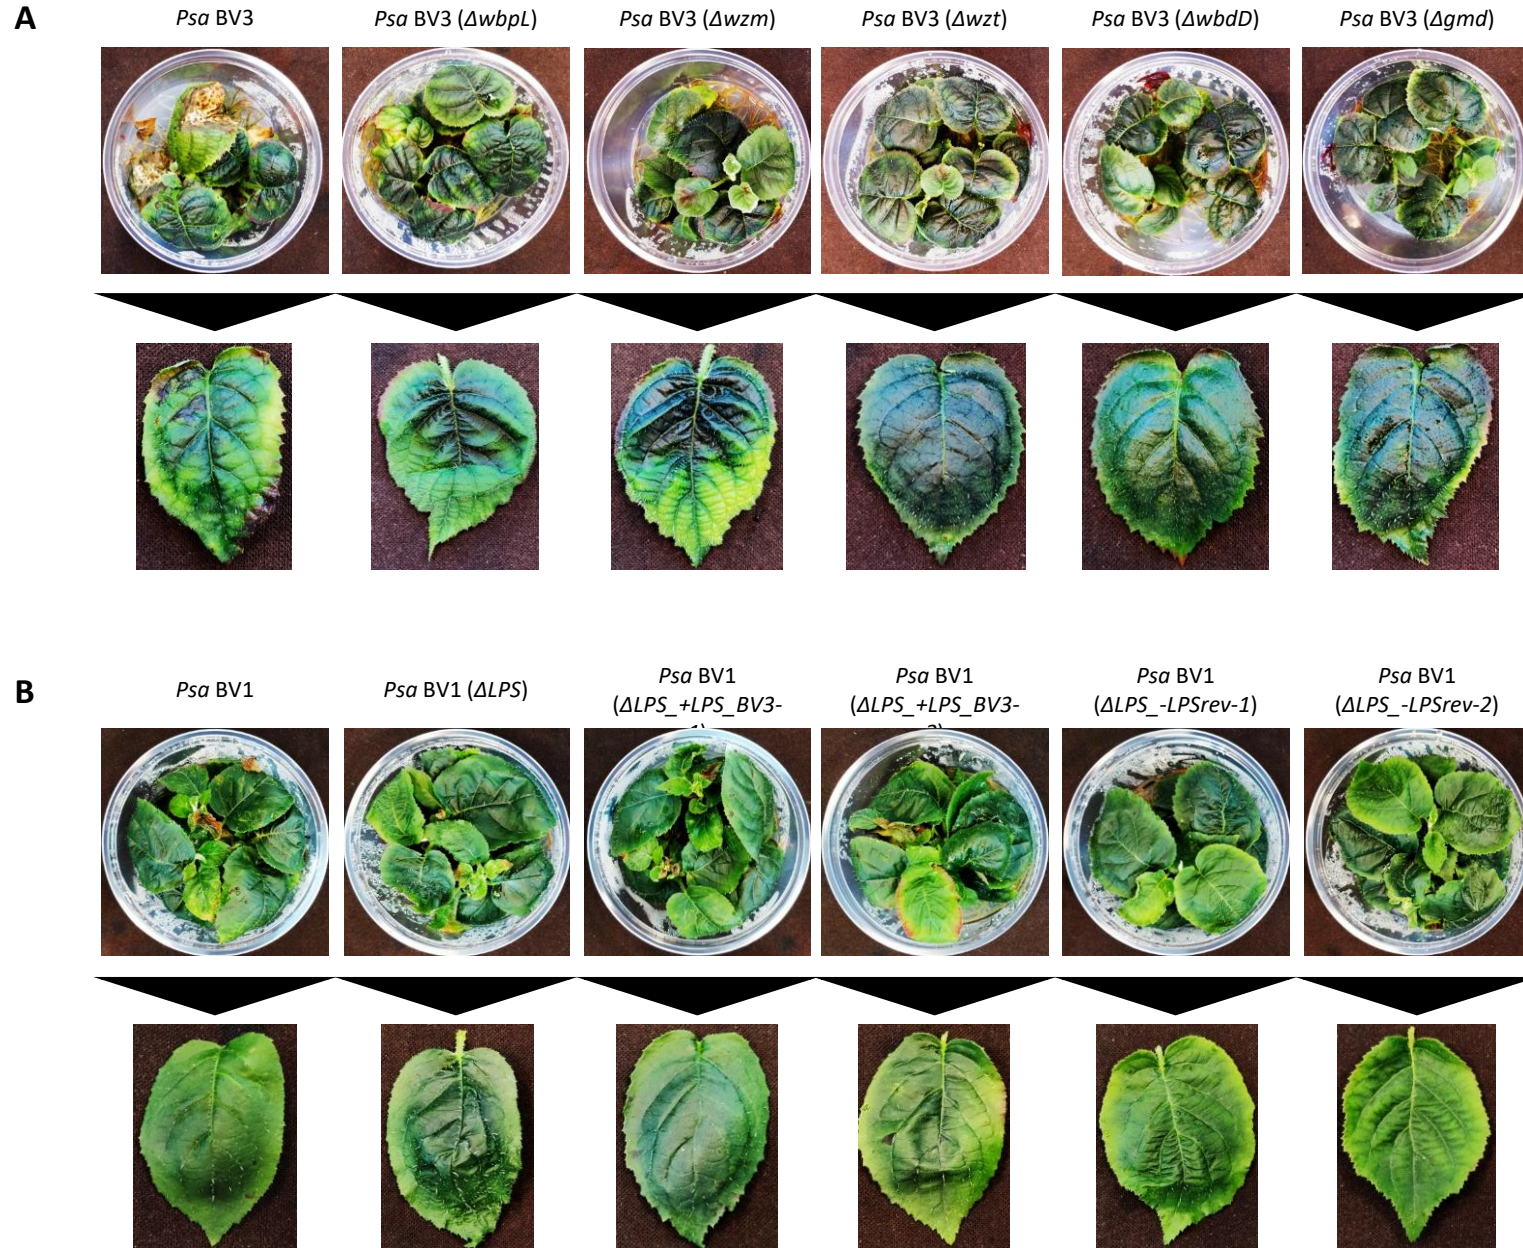 A
Psa BV3
Psa BV3 (ΔwbpL)
Psa BV3 (Δwzm)
Psa BV3 (Δwzt)
Psa BV3 (ΔwbdD)
Psa BV3 (Δgmd)
B
Psa BV1
Psa BV1 (ΔLPS)
Psa BV1
(ΔLPS_+LPS_BV3-
Psa BV1
(ΔLPS_+LPS_BV3-
Psa BV1
(ΔLPS_-LPSrev-1)
Psa BV1
(ΔLPS_-LPSrev-2)